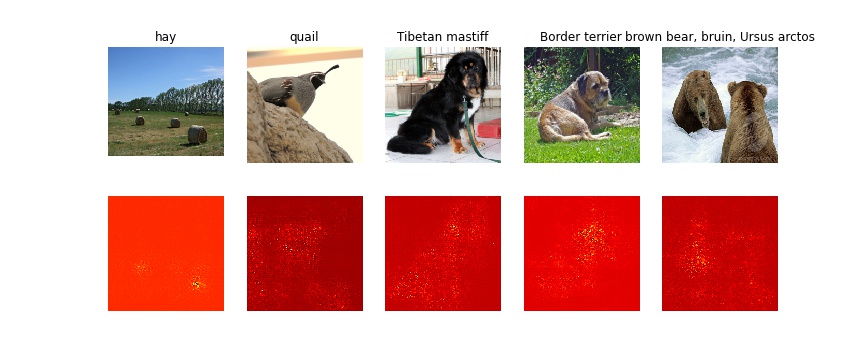 hay
quail
Tibetan mastiff
Border terrier
brown bear, bruin, Ursus arctos